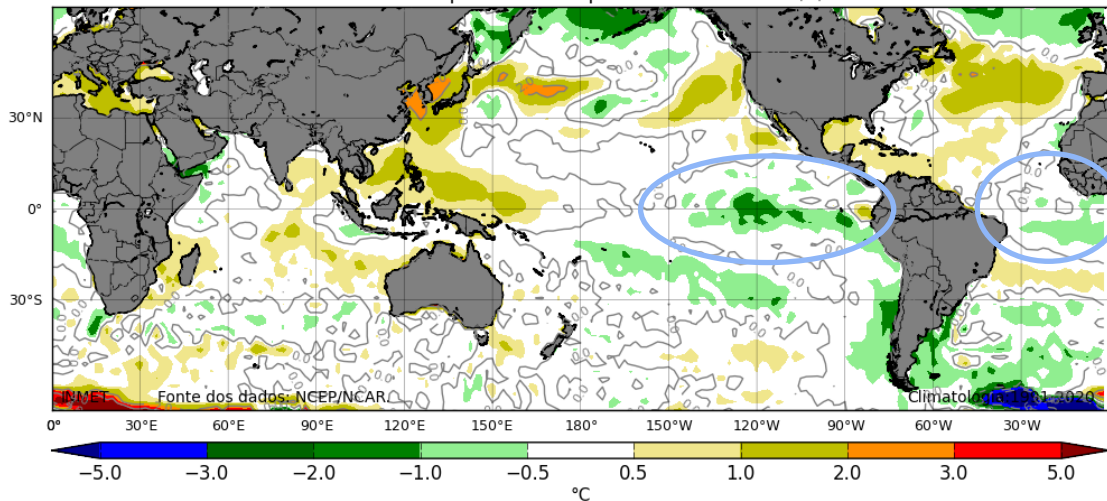 30°N
0°
30°S
INMET Fonte dos dados: NCEP/NCAR Climatologia 1991-2020
0° 30°E 60°E 90°E 120°E 150°E 180° 150°W 120°W 90°W 60°W 30°W
−5.0 −3.0 −2.0 −1.0 −0.5 0.5 1.0 2.0 3.0 5.0
°C